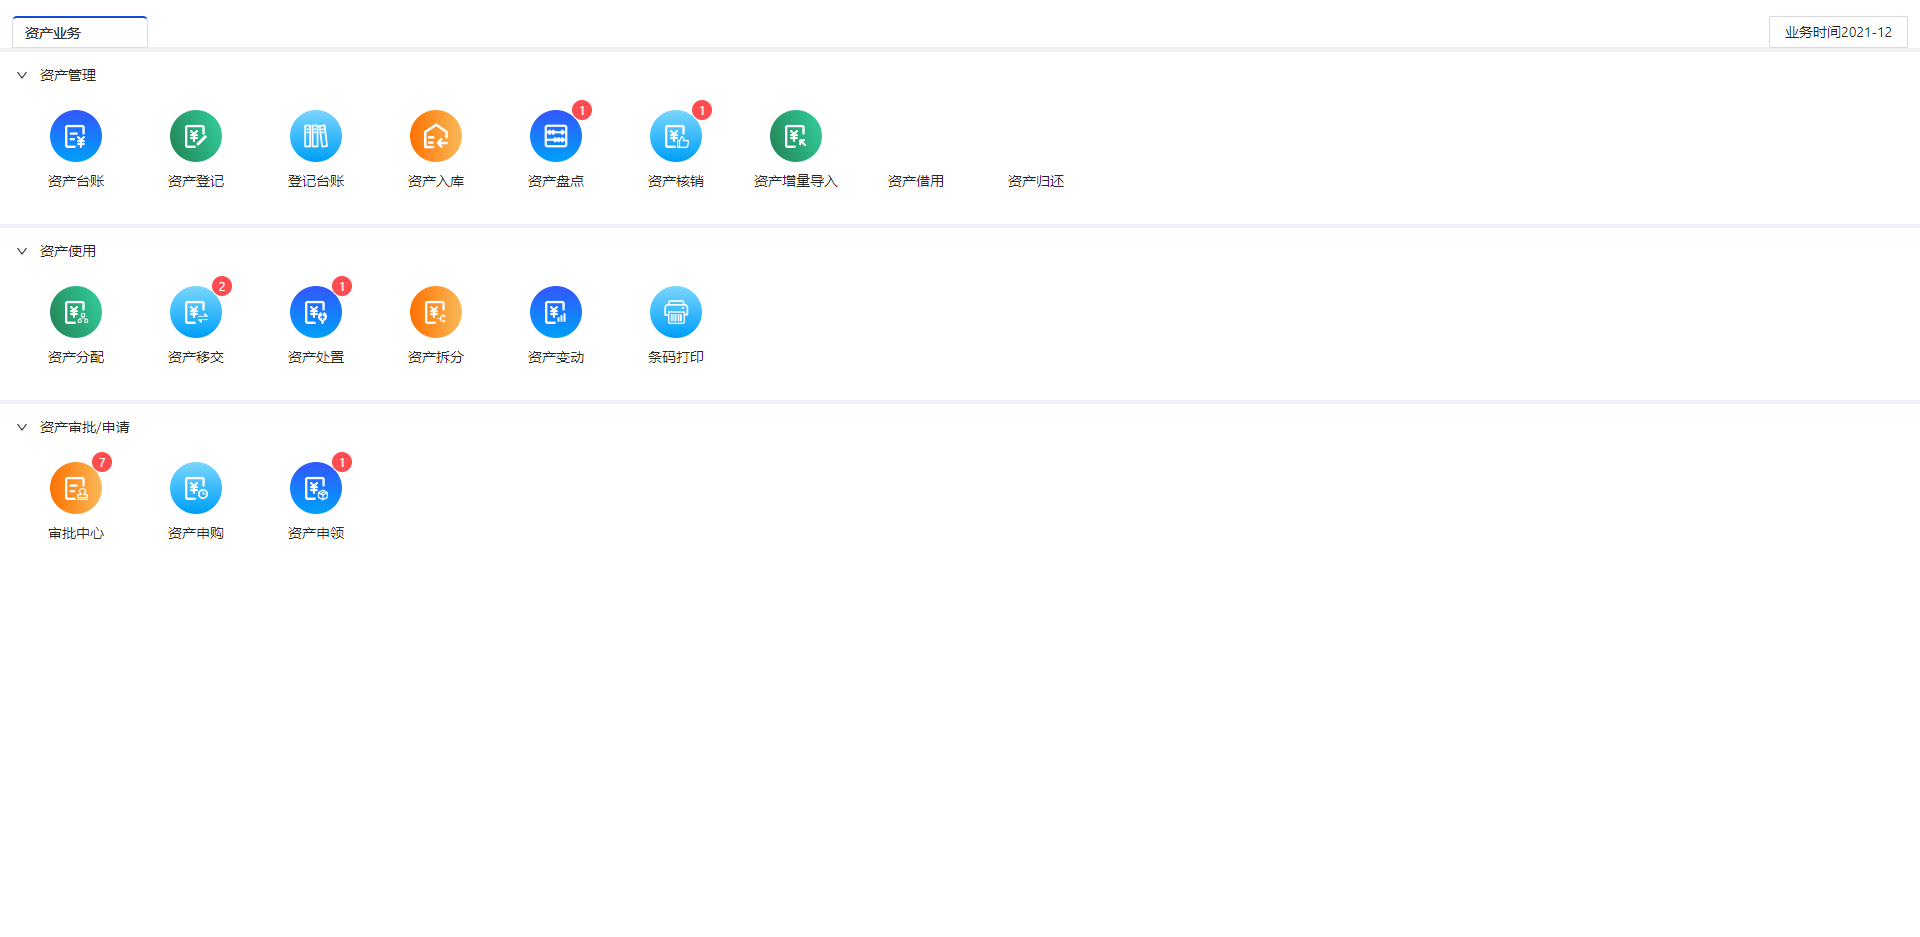 资产业务
业务时间2021-12
资产管理
1
1
资产台账 资产登记 登记台账 资产入库 资产盘点 资产核销 资产增量导入 资产借用 资产归还
资产使用
2
1
资产分配 资产移交 资产处置 资产拆分 资产变动 条码打印
资产审批/申请
7
1
审批中心 资产申购 资产申领